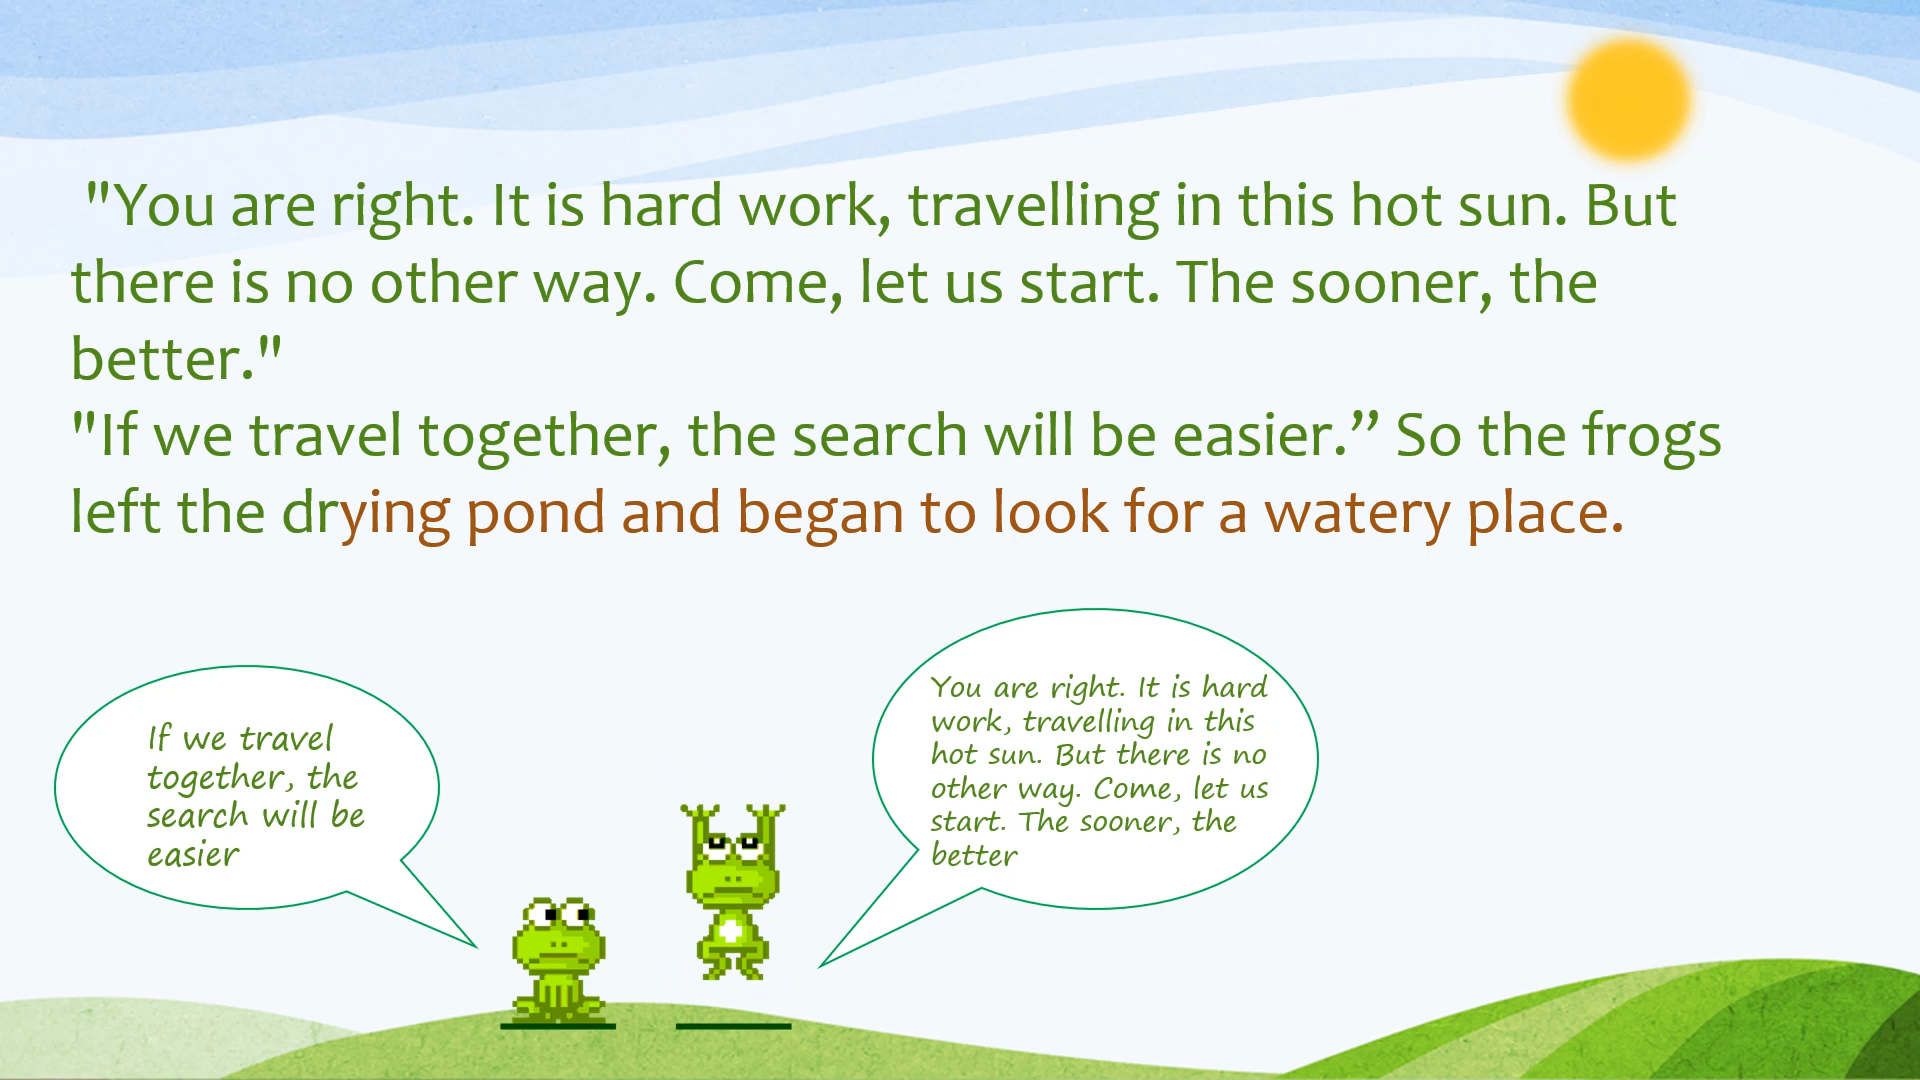 "You are right. It is hard work, travelling in this hot sun. But
there is no other way. Come, let us start. The sooner, the
better."
"If we travel together, the search will be easier.” So the frogs
left the drying pond and began to look for a watery place.
If we travel
together, the
search will be
easier
You are right. It is hard
work, travelling in this
hot sun. But there is no
other way. Come, let us
start. The sooner, the
better